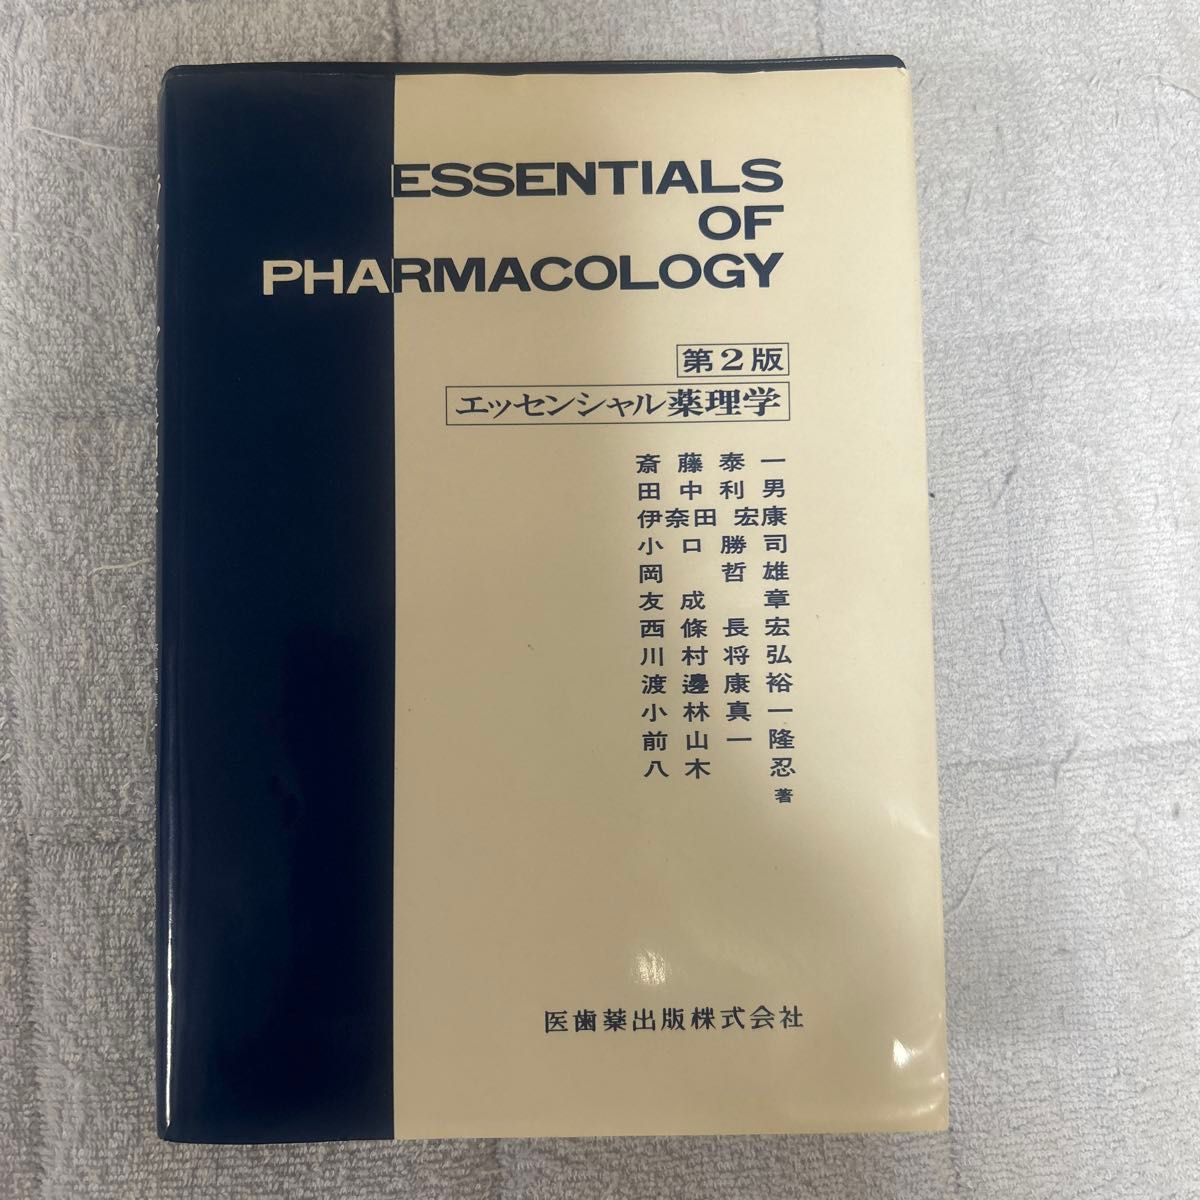 ESSENTIALS
OF
PHARMACOLOGY
第2版
エッセンシャル薬理学
斎藤泰一
田中利男
伊奈田宏康
小口勝司
岡哲雄
友成章
西條長宏
川村将弘
渡邊康裕
小林真一
前山一隆
八木忍
著
医歯薬出版株式会社